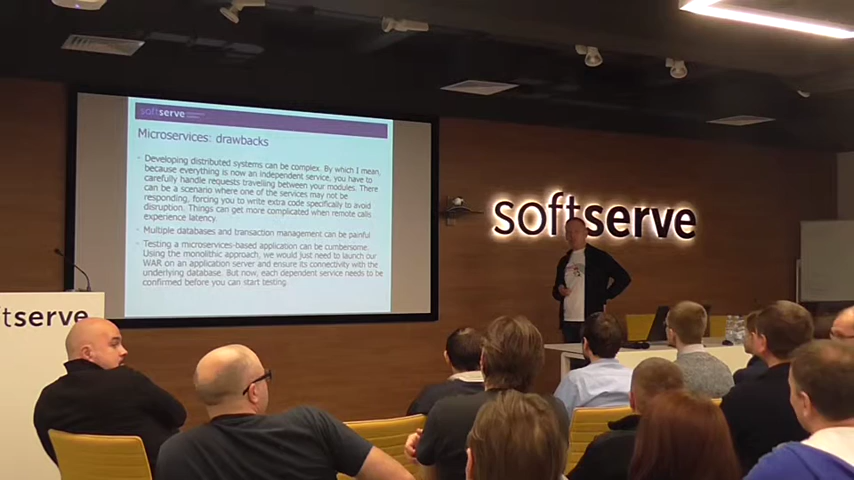 softserve
Microservices: drawbacks
Developing distributed systems can be complex. By which I mean,
because everything is now an independent service, you have to
carefully handle requests travelling between your modules. There
can be a scenario where one of the services may not be
responding, forcing you to write extra code specifically to avoid
disruption. Things can get more complicated when remote calls
experience latency.
Multiple databases and transaction management can be painful
Testing a microservices-based application can be cumbersome.
Using the monolithic approach, we would just need to launch our
WAR on an application server and ensure its connectivity with the
underlying database. But now, each dependent service needs to be
confirmed before you can start testing.
softserve
ftserve